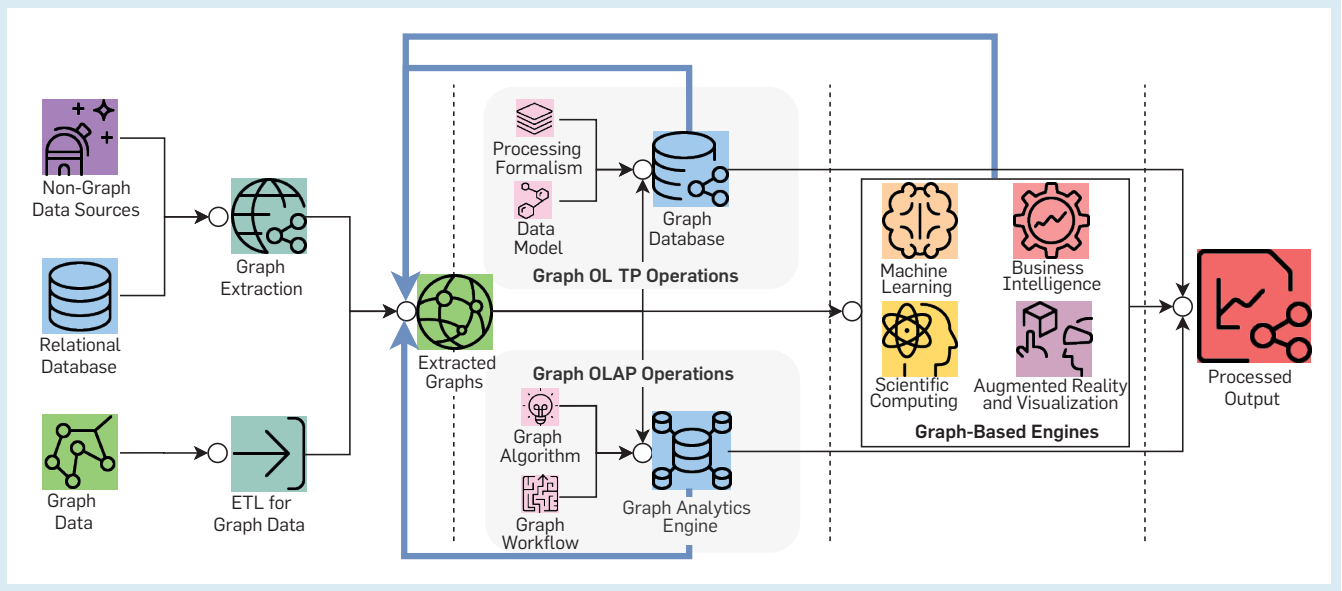 Non-Graph
Data Sources
Relational
Database
Graph
Data
Graph
Extraction
ETL for
Graph Data
Extracted
Graphs
Processing
Formalism
Data
Model
Graph
Database
Graph OL TP Operations
Graph OLAP Operations
Graph
Algorithm
Graph
Workflow
Graph Analytics
Engine
Machine
Learning
Business
Intelligence
Scientific
Computing
Augmented Reality
and Visualization
Graph-Based Engines
Processed
Output